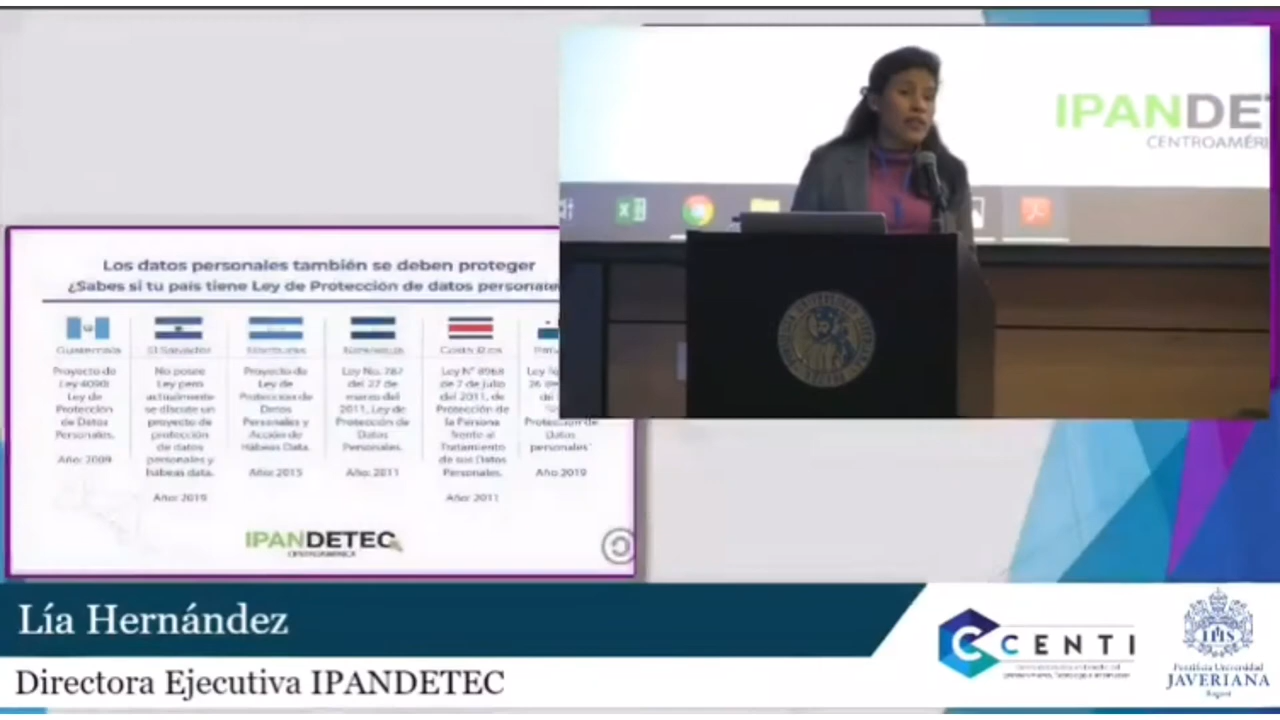 IPANDE
CENTROAMÉRI
Los datos personales también se deben proteger
¿Sabes si tu país tiene Ley de Protección de datos personale
Guatemala
El Salvador
Honduras
Nicaragua
Costa Rica
Proyecto de
Ley 4090:
Ley de
Protección
de Datos
Personales.
Año: 2009
No posee
Ley pero
actualmente
se discute un
proyecto de
protección
de datos
personales y
hábeas data.
Año: 2019
Proyecto de
Ley de
Protección de
Datos
Personales y
Acción de
Hábeas Data.
Año: 2015
Ley No. 787
del 27 de
marzo del
2011, Ley de
Protección de
Datos
Personales.
Año: 2011
Ley N° 8968
de 7 de julio
del 2011, de
Protección de
la Persona
frente al
Tratamiento
de sus Datos
Personales.
Año: 2011
Protección de
Datos
personales"
Año 2019
IPANDETEC
CENTROAMÉRICA
Lía Hernández
Directora Ejecutiva IPANDETEC
CENTI
IHS
Pontificia Universidad
JAVERIANA
Bogotá